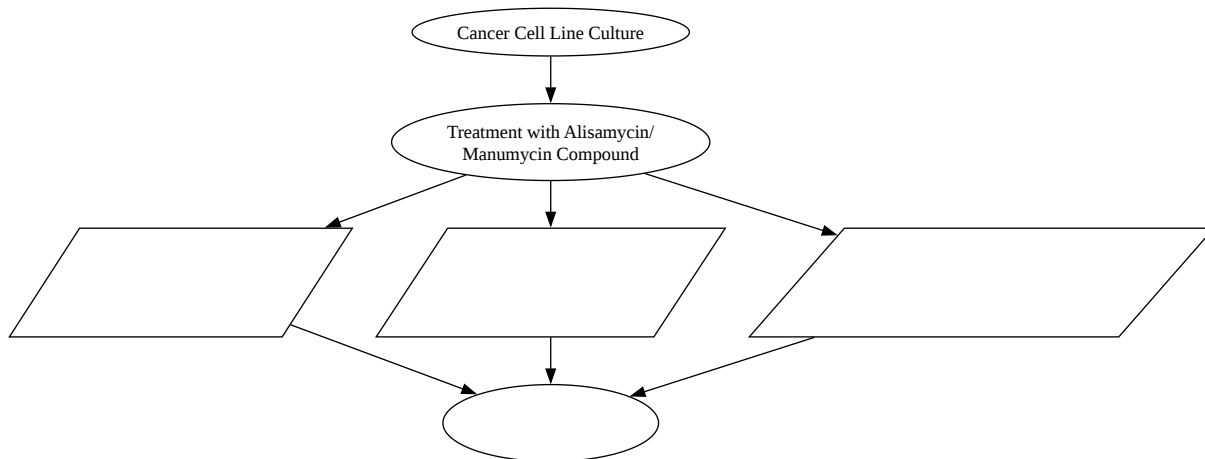 Cancer Cell Line Culture
Treatment with Alisamycin/
Manumycin Compound